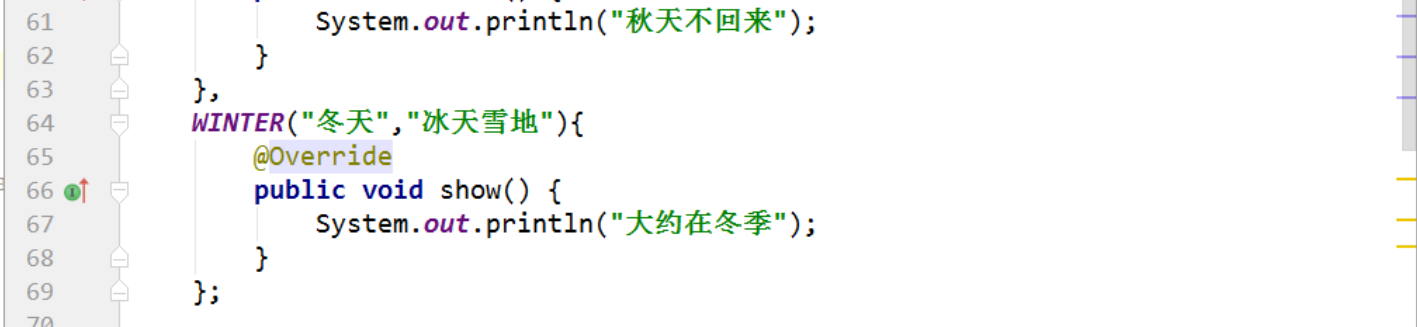 61 System.out.println("秋天不回来");
62 }
63 },
64 WINTER("冬天","冰天雪地"){
65 @Override
66 public void show() {
67 System.out.println("大约在冬季");
68 }
69 };
70